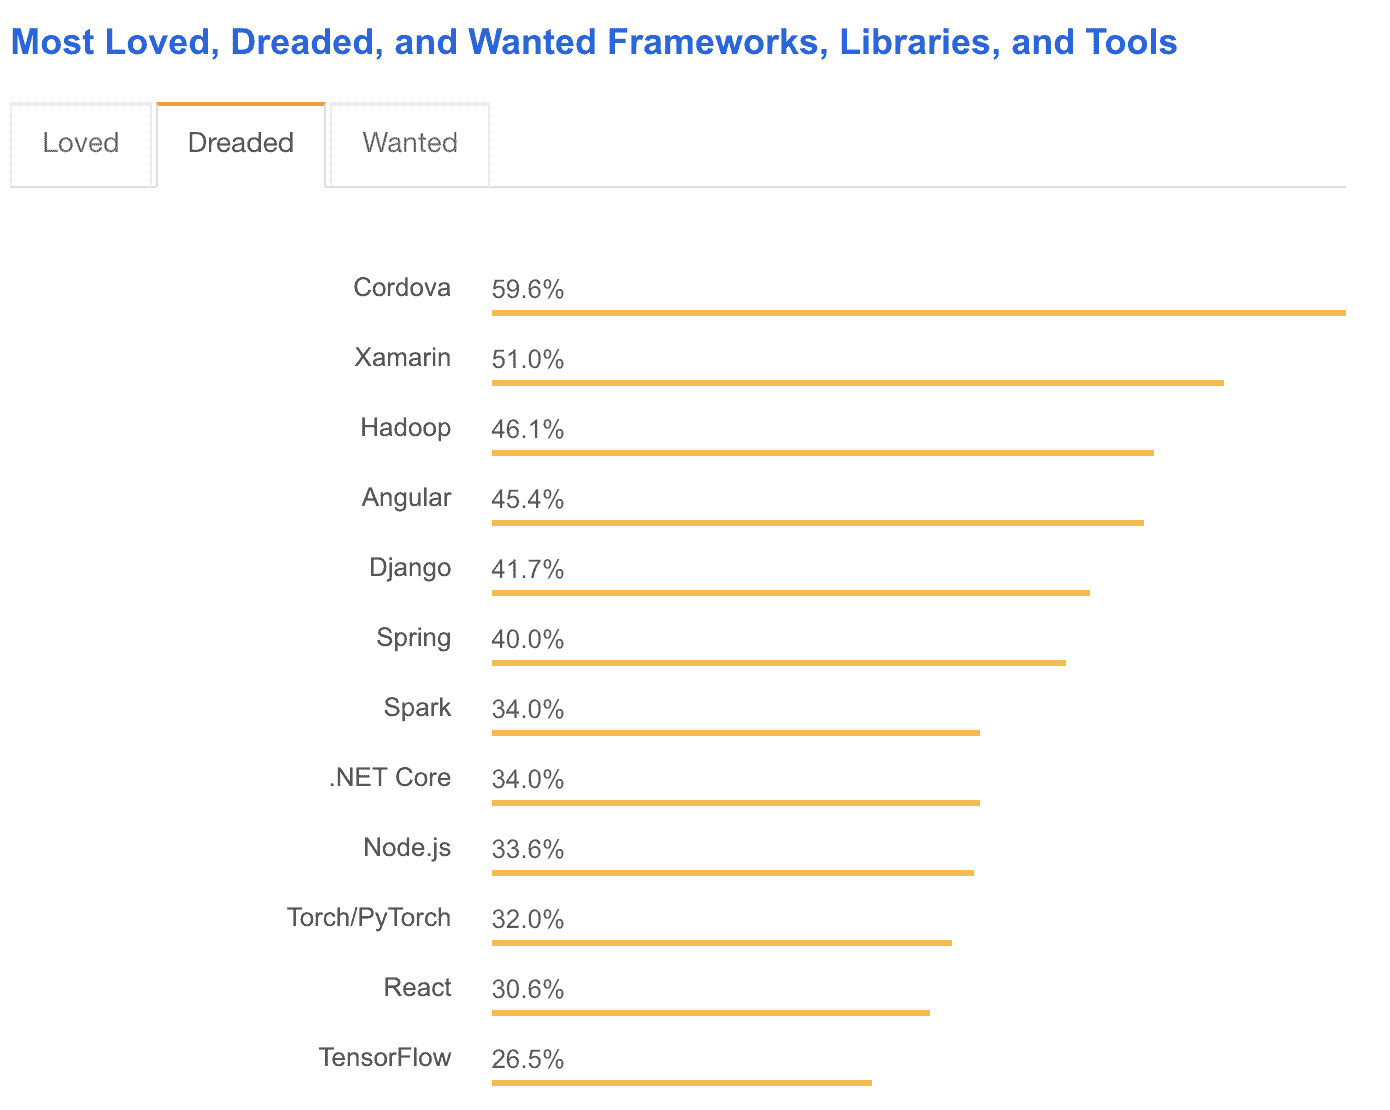 Most Loved, Dreaded, and Wanted Frameworks, Libraries, and Tools
Loved Dreaded Wanted
Cordova 59.6%
Xamarin 51.0%
Hadoop 46.1%
Angular 45.4%
Django 41.7%
Spring 40.0%
Spark 34.0%
.NET Core 34.0%
Node.js 33.6%
Torch/PyTorch 32.0%
React 30.6%
TensorFlow 26.5%